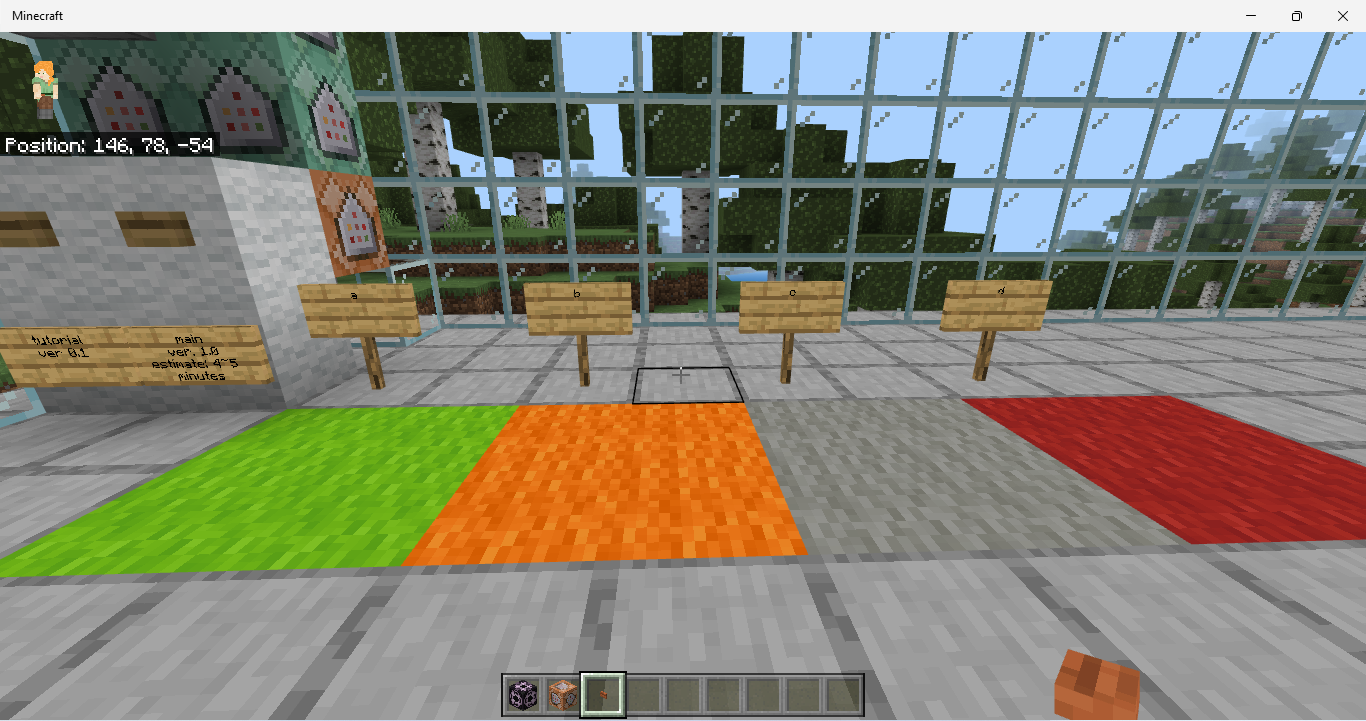 Minecraft
Position: 146, 78, -54
a
b
c
d
tutorial
ver 0.1
main
ver. 1.0
estimate: 4~5
minutes